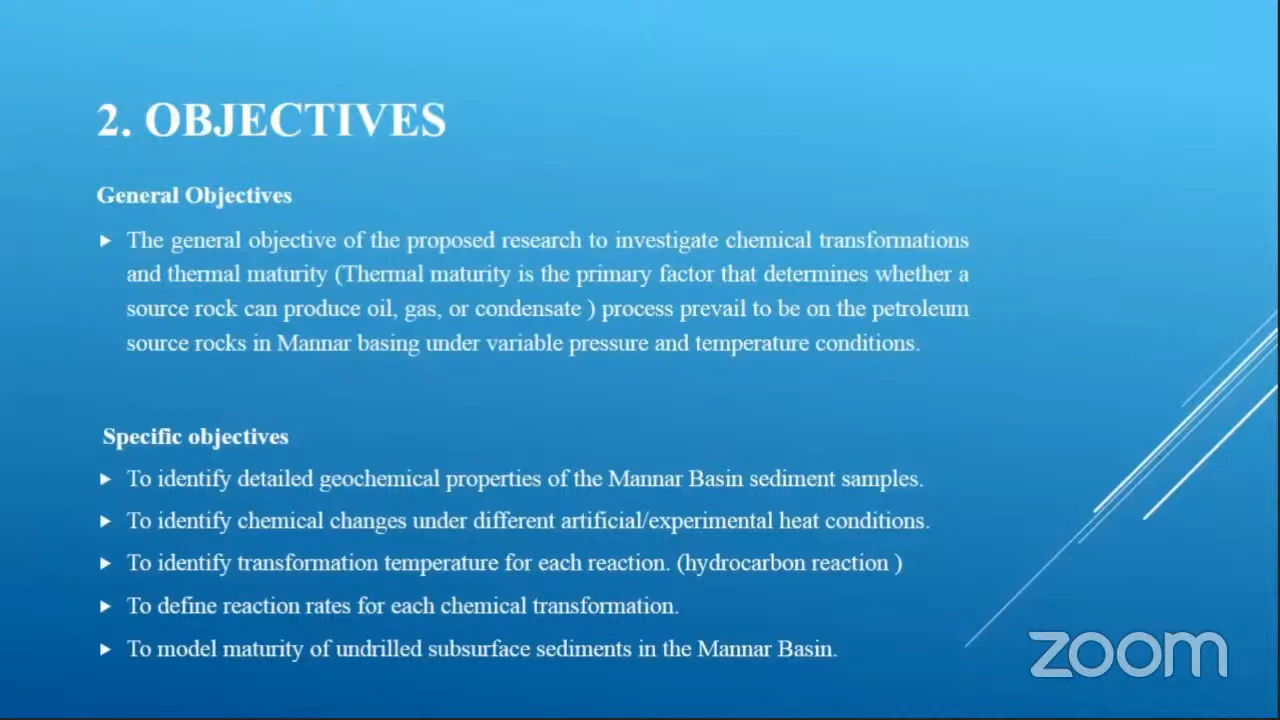 2. OBJECTIVES
General Objectives
The general objective of the proposed research to investigate chemical transformations
and thermal maturity (Thermal maturity is the primary factor that determines whether a
source rock can produce oil, gas, or condensate ) process prevail to be on the petroleum
source rocks in Mannar basing under variable pressure and temperature conditions.
Specific objectives
To identify detailed geochemical properties of the Mannar Basin sediment samples.
To identify chemical changes under different artificial/experimental heat conditions.
To identify transformation temperature for each reaction. (hydrocarbon reaction )
To define reaction rates for each chemical transformation.
To model maturity of undrilled subsurface sediments in the Mannar Basin.
zoom